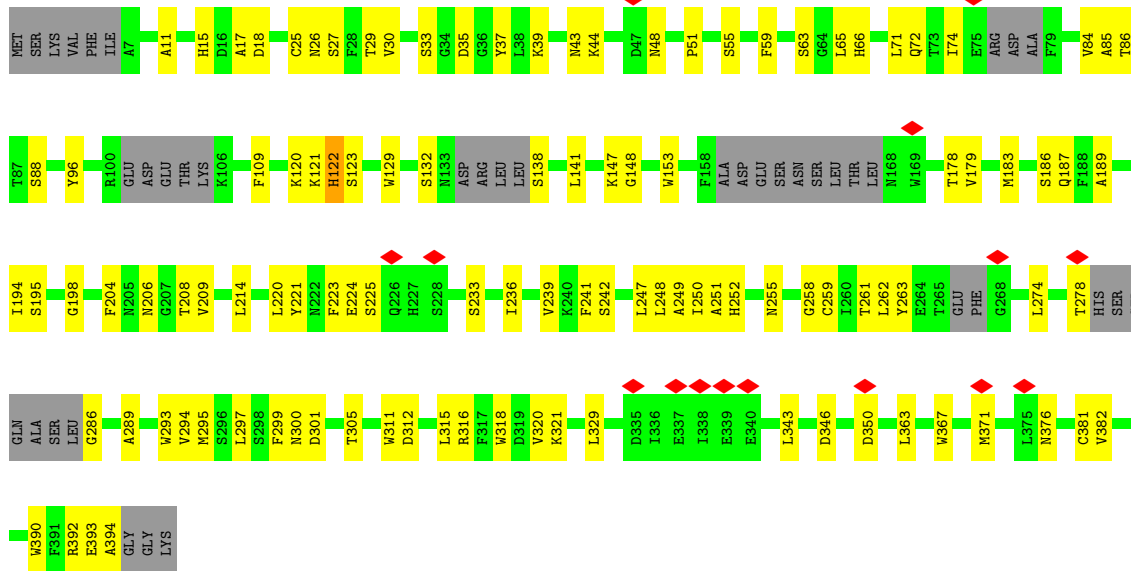 MET SER LYS VAL PHE ILE A7 A11 H15 D16 A17 D18 C25 N26 S27 F28 T29 V30 S33 G34 D35 G36 Y37 L38 K39 N43 K44 D47 N48 P51 S55 F59 S63 G64 L65 H66 L71 Q72 T73 I74 E75 ARG ASP ALA F79 V84 A85 T86
T87 S88 Y96 R100 GLU ASP GLU THR LYS K106 F109 K120 K121 H122 S123 W129 S132 N133 ASP ARG LEU LEU S138 L141 K147 G148 W153 F158 ALA ASP GLU SER ASN SER LEU THR LEU N168 W169 T178 V179 M183 S186 Q187 F188 A189
I194 S195 G198 F204 N205 N206 G207 T208 V209 L214 L220 Y221 N222 F223 E224 S225 Q226 H227 S228 S233 I236 V239 K240 F241 S242 L247 L248 A249 I250 A251 H252 N255 G258 C259 I260 T261 L262 Y263 E264 T265 GLU PHE G268 L274 T278 HIS SER
GLN ALA SER LEU G286 A289 W293 V294 M295 S296 L297 S298 F299 N300 D301 T305 W311 D312 L315 R316 F317 W318 D319 V320 K321 L329 D335 I336 E337 I338 E339 E340 L343 D346 D350 L363 W367 M371 L375 N376 C381 V382
W390 F391 R392 E393 A394 GLY GLY LYS